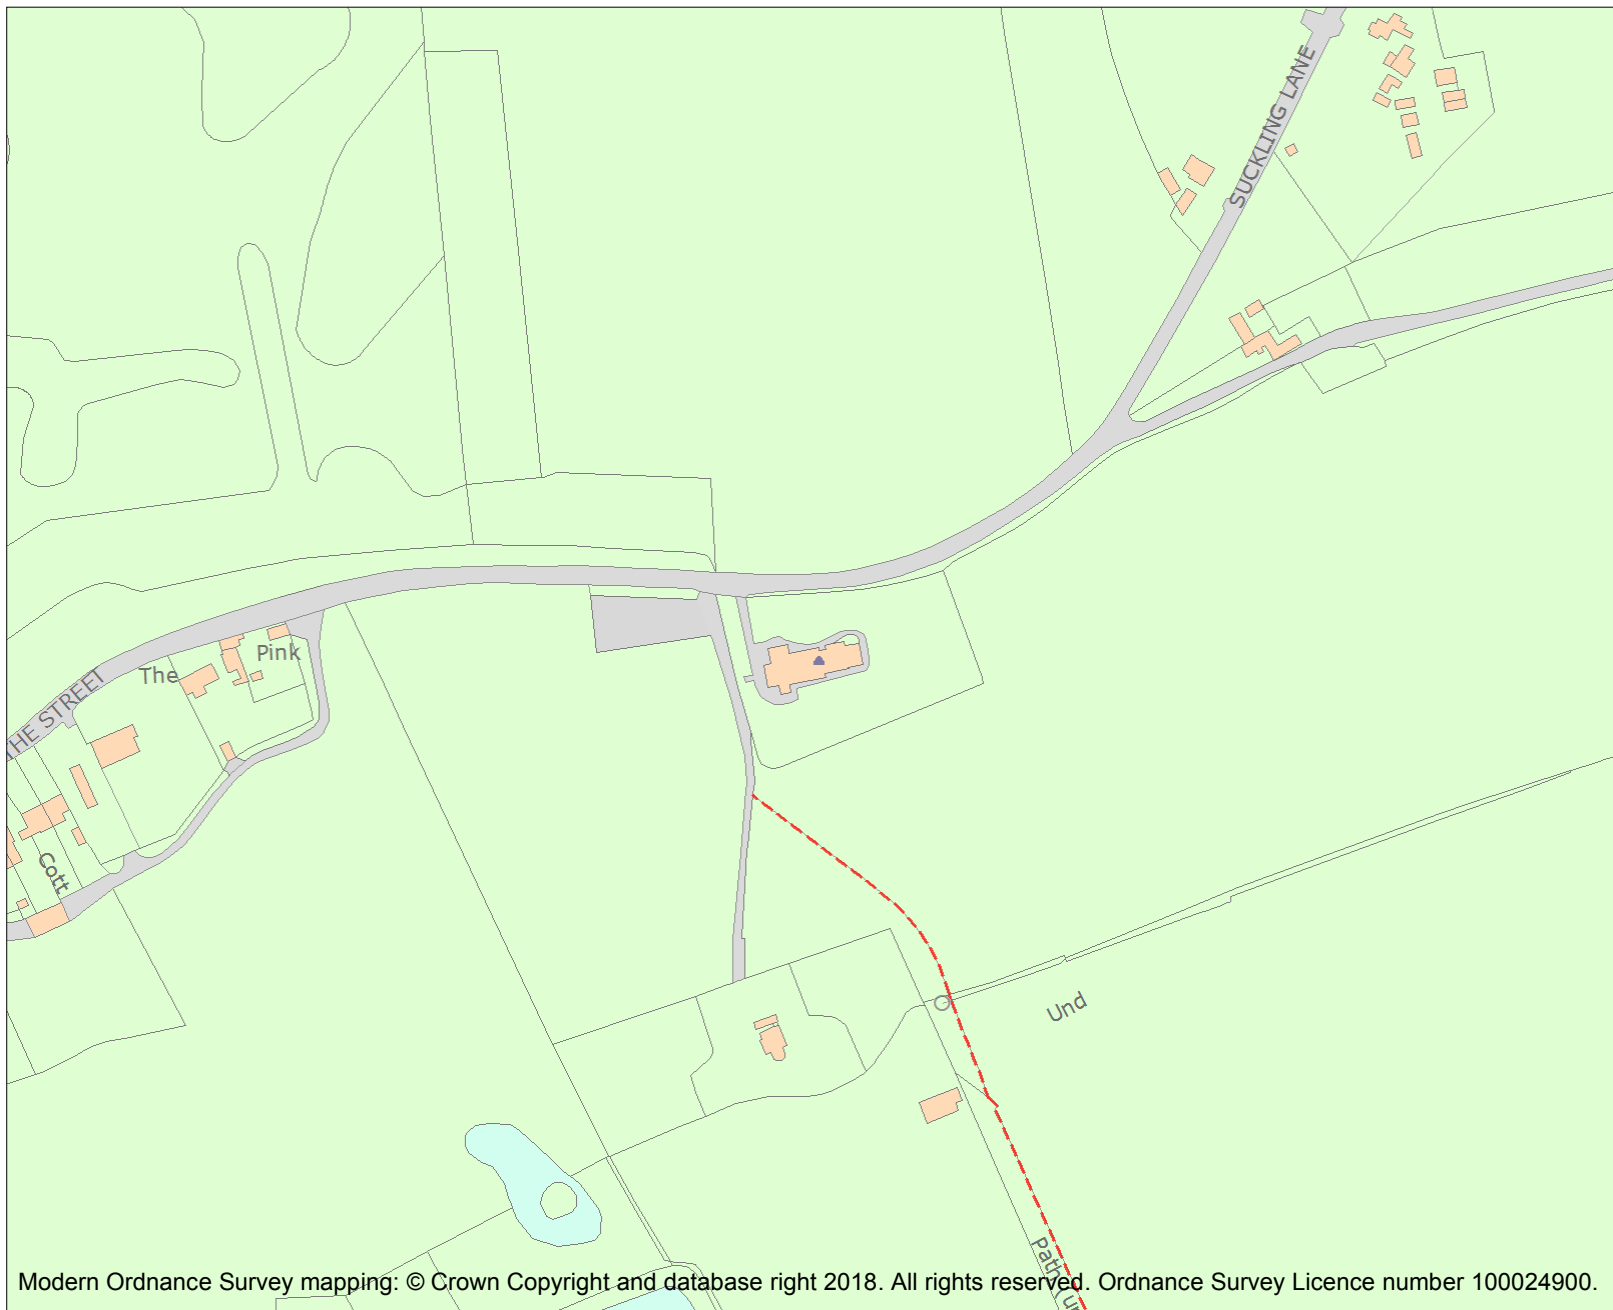 SUCKLING LANE
Pink
The
THE STREET
Cott
Und
Path (u
Modern Ordnance Survey mapping: © Crown Copyright and database right 2018. All rights reserved. Ordnance Survey Licence number 100024900.